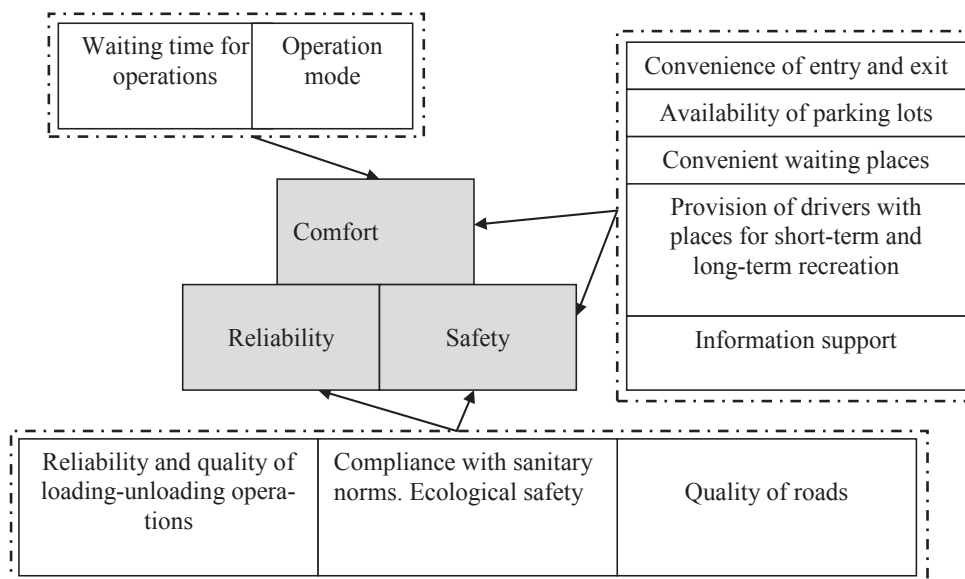 Waiting time for
operations
Operation
mode
Convenience of entry and exit
Availability of parking lots
Convenient waiting places
Provision of drivers with
places for short-term and
long-term recreation
Information support
Comfort
Reliability
Safety
Reliability and quality of
loading-unloading opera-
tions
Compliance with sanitary
norms. Ecological safety
Quality of roads